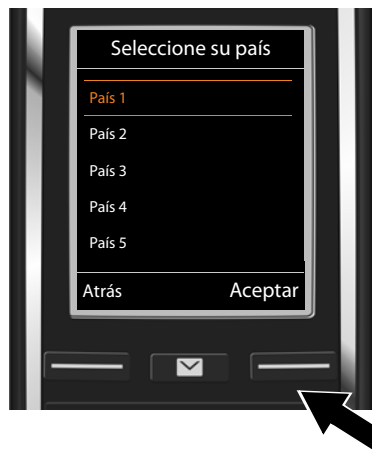 Seleccione su país
País 1
País 2
País 3
País 4
País 5
Atrás Aceptar